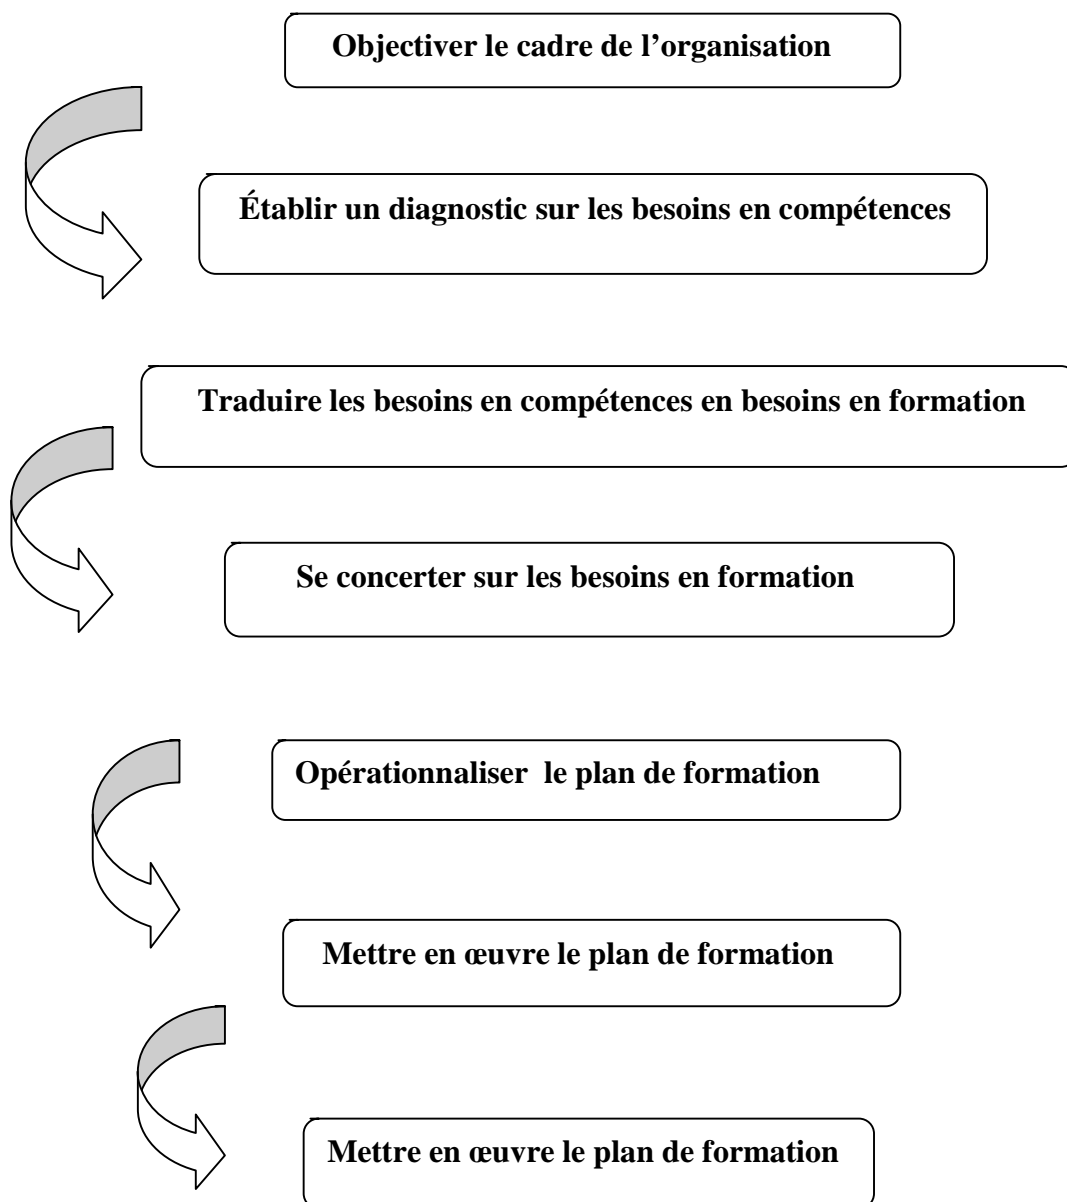 Objectiver le cadre de l’organisation
Établir un diagnostic sur les besoins en compétences
Traduire les besoins en compétences en besoins en formation
Se concerter sur les besoins en formation
Opérationnaliser le plan de formation
Mettre en œuvre le plan de formation
Mettre en œuvre le plan de formation